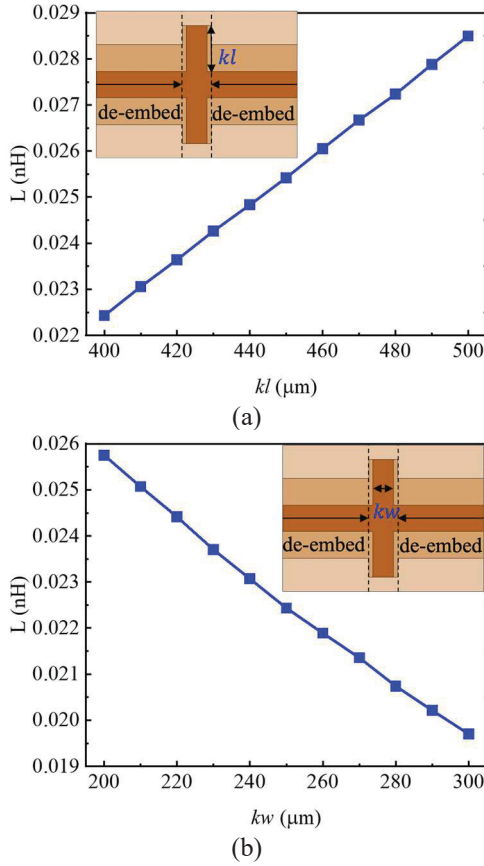 0.029
0.028
0.027
0.026
0.025
0.024
0.023
0.022
L (nH)
kl
de-embed de-embed
400 420 440 460 480 500
kl (μm)
(a)
0.026
0.025
0.024
0.023
0.022
0.021
0.020
0.019
L (nH)
kw
de-embed de-embed
200 220 240 260 280 300
kw (μm)
(b)